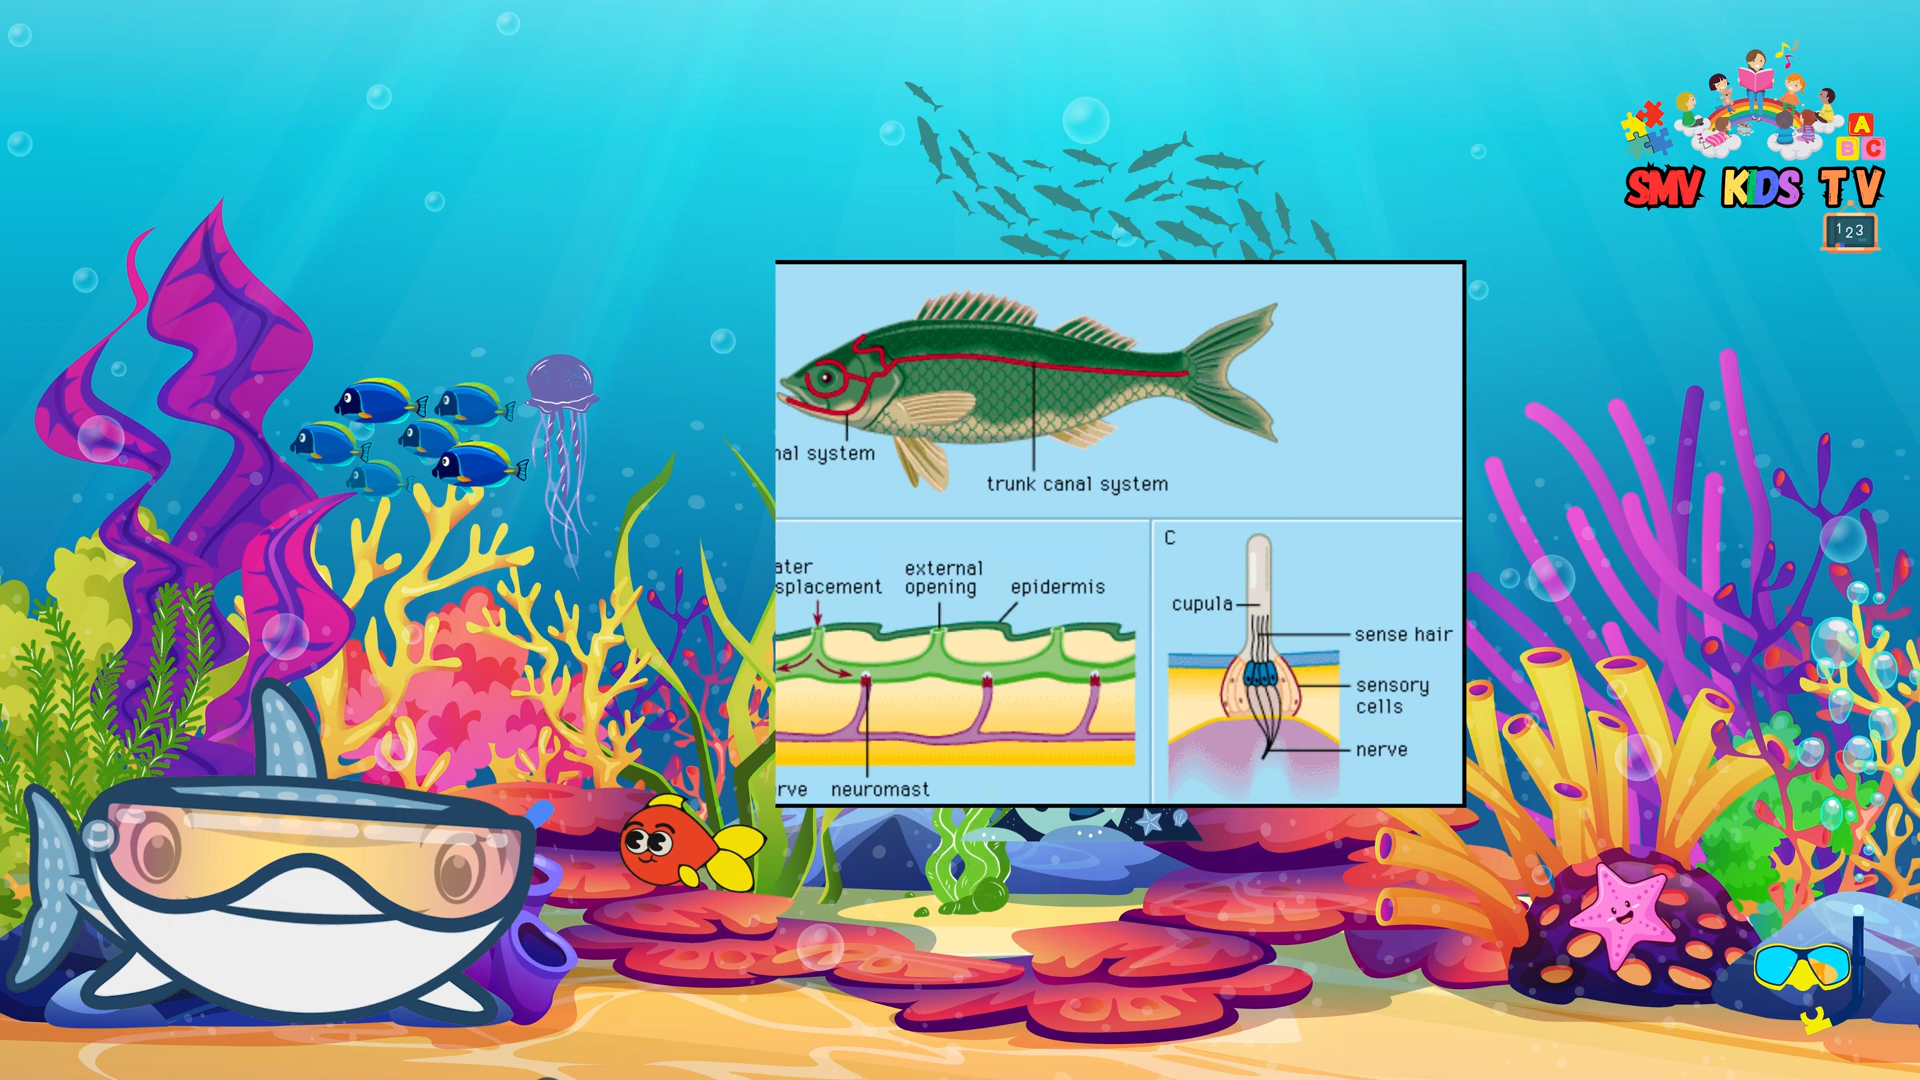 SMV KIDS TV
A
B C
123
nal system
trunk canal system
ater
splacement
external
opening
epidermis
rve
neuromast
C
cupula
sense hair
sensory
cells
nerve